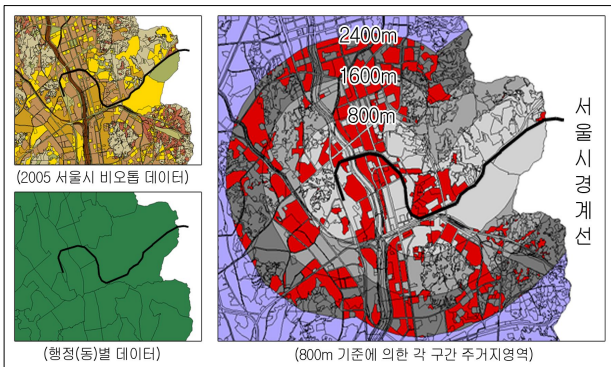 (2005 서울시 비오톱 데이터)
(행정(동)별 데이터)
2400m
1600m
800m
서울시경계선
(800m 기준에 의한 각 구간 주거지영역)